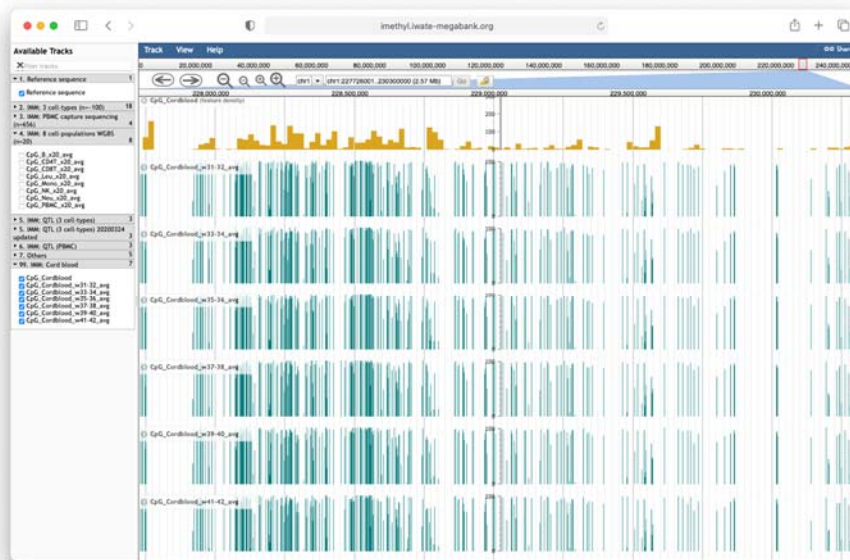 imethyl.iwate-megabank.org
Available Tracks
Track View Help
Shar
0 20,000,000 40,000,000 60,000,000 80,000,000 100,000,000 120,000,000 140,000,000 160,000,000 180,000,000 200,000,000 220,000,000 240,000,000
filter tracks
1. Reference sequence 1
Reference sequence
2. IMM: 3 cell-types (n=~100) 18
3. IMM: PBMC capture sequencing
(n=456) 4
4. IMM: 8 cell-populations WGBS
(n=20) 8
CpG_B_x20_avg
CpG_CD4T_x20_avg
CpG_CD8T_x20_avg
CpG_Leu_x20_avg
CpG_Mono_x20_avg
CpG_NK_x20_avg
CpG_Neu_x20_avg
CpG_PBMC_x20_avg
5. IMM: QTL (3 cell-types) 3
5. IMM: QTL (3 cell-types) 20200324
updated 3
6. IMM: QTL (PBMC) 3
7. Others 5
99. IMM: Cord blood 7
CpG_Cordblood
CpG_Cordblood_w31-32_avg
CpG_Cordblood_w33-34_avg
CpG_Cordblood_w35-36_avg
CpG_Cordblood_w37-38_avg
CpG_Cordblood_w39-40_avg
CpG_Cordblood_w41-42_avg
chr1 chr1:227726001..230300000 (2.57 Mb) Go
228,000,000 228,500,000 229,000,000 229,500,000 230,000,000
CpG_Cordblood (feature density)
200
100
0
CpG_Cordblood_w31-32_avg
CpG_Cordblood_w33-34_avg
CpG_Cordblood_w35-36_avg
CpG_Cordblood_w37-38_avg
CpG_Cordblood_w39-40_avg
CpG_Cordblood_w41-42_avg